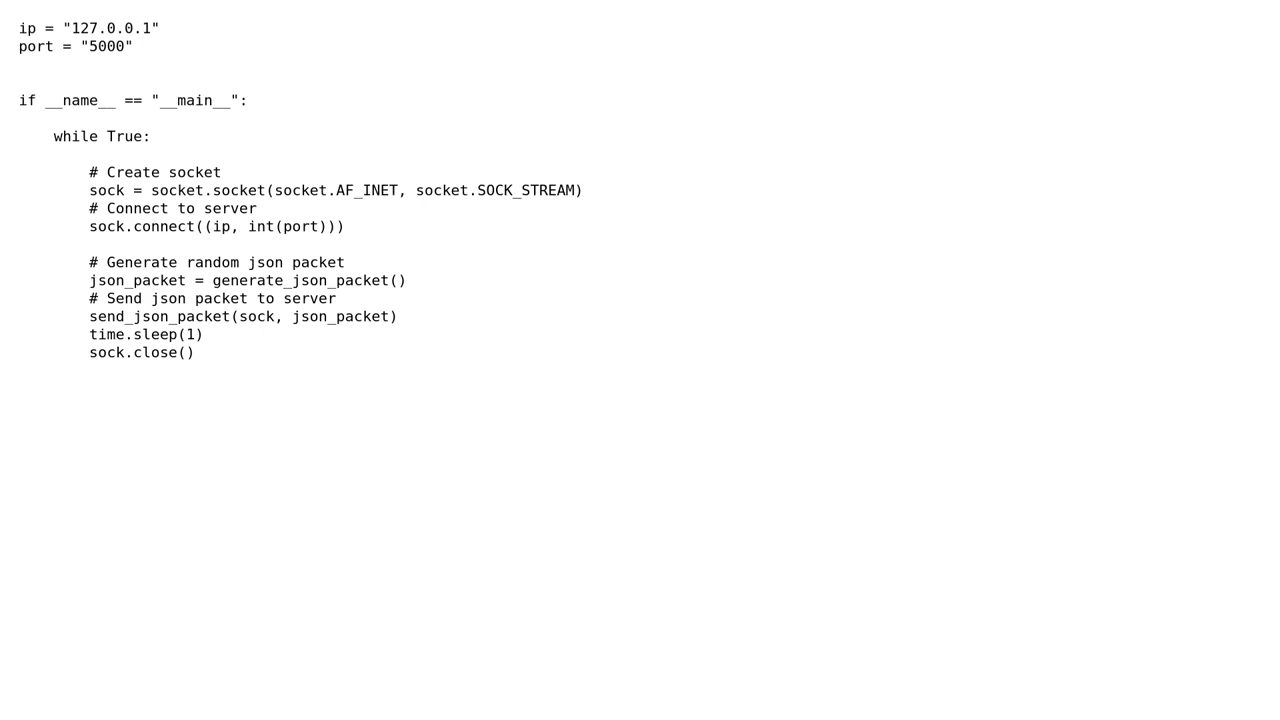 ip = "127.0.0.1"
port = "5000"
if __name__ == "__main__":
while True:
# Create socket
sock = socket.socket(socket.AF_INET, socket.SOCK_STREAM)
# Connect to server
sock.connect((ip, int(port)))
# Generate random json packet
json_packet = generate_json_packet()
# Send json packet to server
send_json_packet(sock, json_packet)
time.sleep(1)
sock.close()